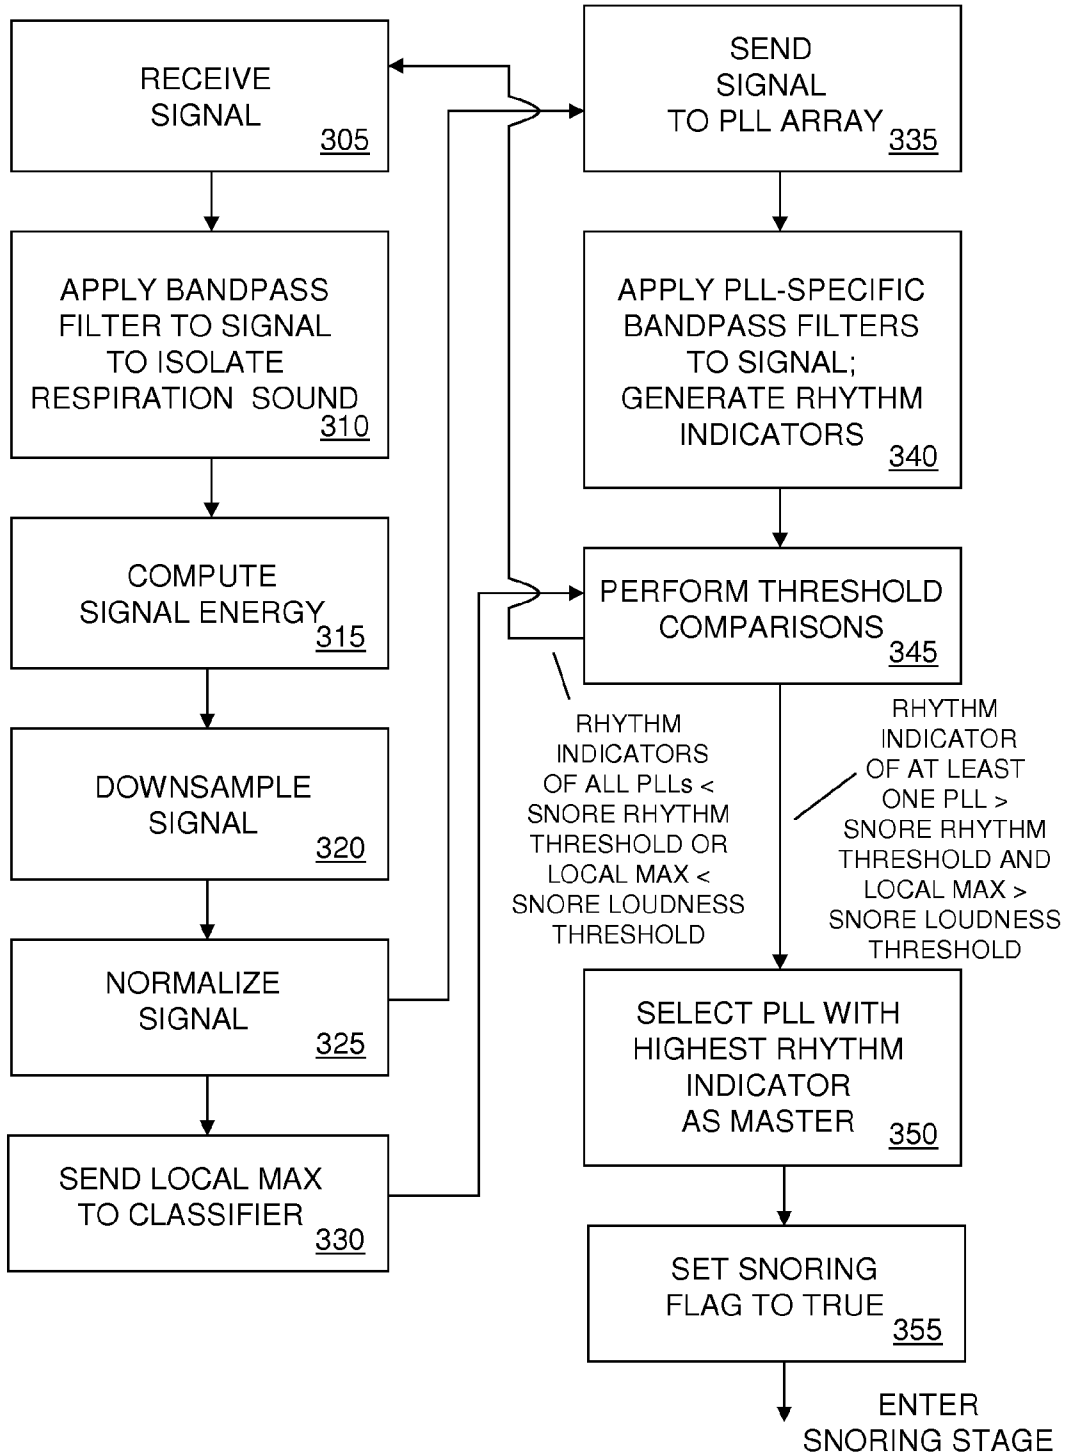 RECEIVE
SIGNAL
305
APPLY BANDPASS
FILTER TO SIGNAL
TO ISOLATE
RESPIRATION SOUND
310
COMPUTE
SIGNAL ENERGY
315
DOWNSAMPLE
SIGNAL
320
NORMALIZE
SIGNAL
325
SEND LOCAL MAX
TO CLASSIFIER
330
SEND
SIGNAL
TO PLL ARRAY
335
APPLY PLL-SPECIFIC
BANDPASS FILTERS
TO SIGNAL;
GENERATE RHYTHM
INDICATORS
340
PERFORM THRESHOLD
COMPARISONS
345
RHYTHM
INDICATORS
OF ALL PLLs <
SNORE RHYTHM
THRESHOLD OR
LOCAL MAX <
SNORE LOUDNESS
THRESHOLD
RHYTHM
INDICATOR
OF AT LEAST
ONE PLL >
SNORE RHYTHM
THRESHOLD AND
LOCAL MAX >
SNORE LOUDNESS
THRESHOLD
SELECT PLL WITH
HIGHEST RHYTHM
INDICATOR
AS MASTER
350
SET SNORING
FLAG TO TRUE
355
ENTER
SNORING STAGE